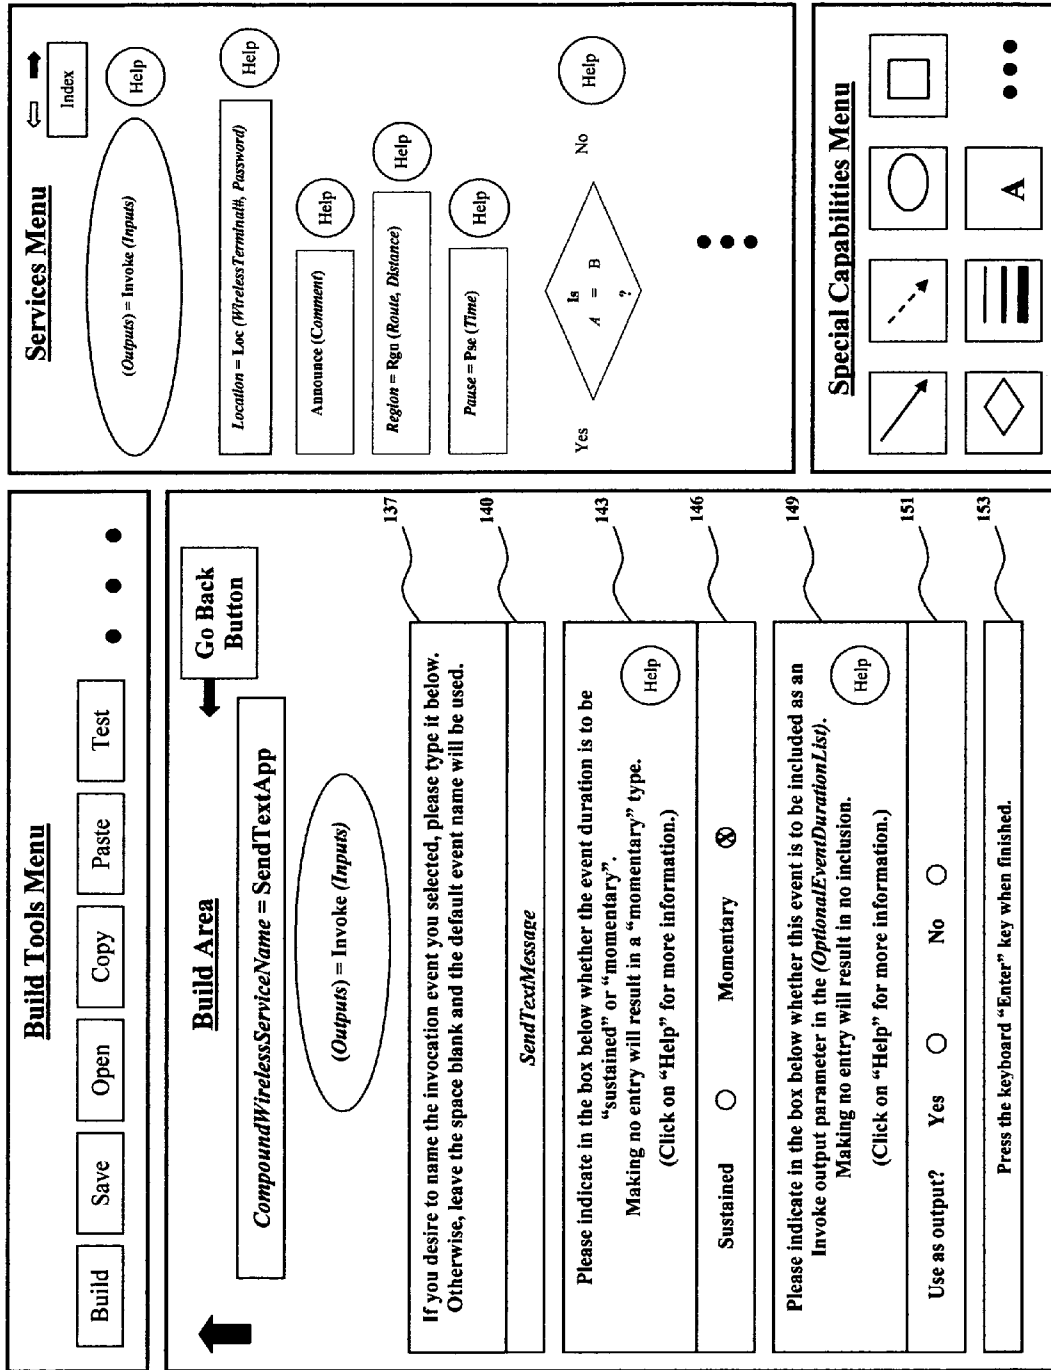 Build Tools Menu
Build
Save
Open
Copy
Paste
Test
Build Area
Go Back
Button
CompoundWirelessServiceName = SendTextApp
(Outputs) = Invoke (Inputs)
If you desire to name the invocation event you selected, please type it below.
Otherwise, leave the space blank and the default event name will be used.
137
SendTextMessage
140
Please indicate in the box below whether the event duration is to be
“sustained” or “momentary”.
Making no entry will result in a “momentary” type.
(Click on “Help” for more information.)
Help
143
Sustained
Momentary
X
146
Please indicate in the box below whether this event is to be included as an
Invoke output parameter in the (OptionalEventDurationList).
Making no entry will result in no inclusion.
(Click on “Help” for more information.)
Help
149
Use as output?
Yes
No
151
Press the keyboard “Enter” key when finished.
153
Services Menu
Index
(Outputs) = Invoke (Inputs)
Help
Location = Loc (WirelessTerminal#, Password)
Help
Announce (Comment)
Help
Region = Rgn (Route, Distance)
Help
Pause = Pse (Time)
Help
Yes
Is
A = B
?
No
Help
Special Capabilities Menu
A